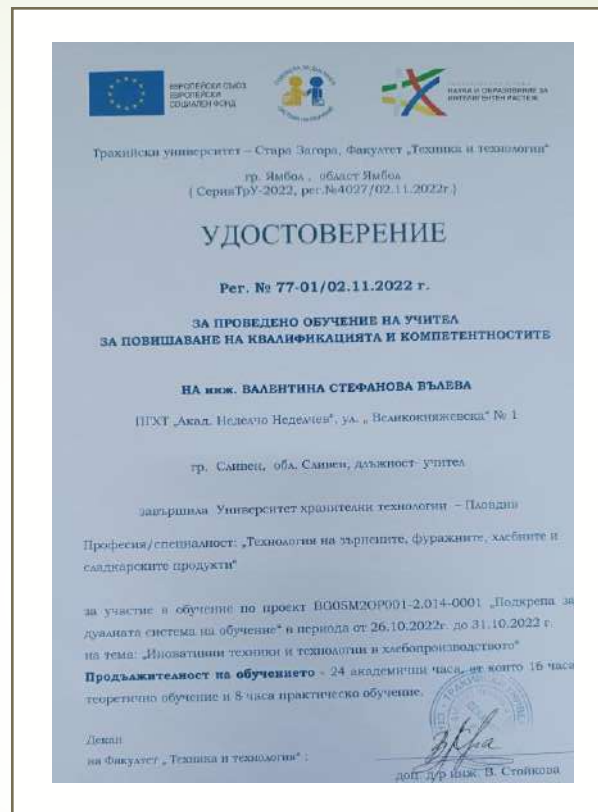 ЕВРОПЕЙСКИ СЪЮЗ
ЕВРОПЕЙСКИ
СОЦИАЛЕН ФОНД
НАУКА И ОБРАЗОВАНИЕ ЗА
ИНТЕЛИГЕНТЕН РАСТЕЖ
Тракийски университет – Стара Загора, Факултет „Техника и технологии“
гр. Ямбол , област Ямбол
( СерияТрУ-2022, рег.№4027/02.11.2022г.)
УДОСТОВЕРЕНИЕ
Рег. № 77-01/02.11.2022 г.
ЗА ПРОВЕДЕНО ОБУЧЕНИЕ НА УЧИТЕЛ
ЗА ПОВИШАВАНЕ НА КВАЛИФИКАЦИЯТА И КОМПЕТЕНТНОСТИТЕ
НА инж. ВАЛЕНТИНА СТЕФАНОВА ВЪЛЕВА
ПГХТ „Акад. Неделчо Неделчев“, ул. „ Великокняжевска“ № 1
гр. Сливен, обл. Сливен, длъжност- учител
завършила Университет хранителни технологии – Пловдив
Професия/специалност: „Технология на зърнените, фуражните, хлебните и
сладкарските продукти“
за участие в обучение по проект BG05M2OP001-2.014-0001 „Подкрепа за
дуалната система на обучение“ в периода от 26.10.2022г. до 31.10.2022 г.
на тема: „Иновативни техники и технологии в хлебопроизводството“
Продължителност на обучението - 24 академични часа, от които 16 часа
теоретично обучение и 8 часа практическо обучение.
Декан
на Факултет „ Техника и технологии“ :
доц. д/р инж. В. Стойкова